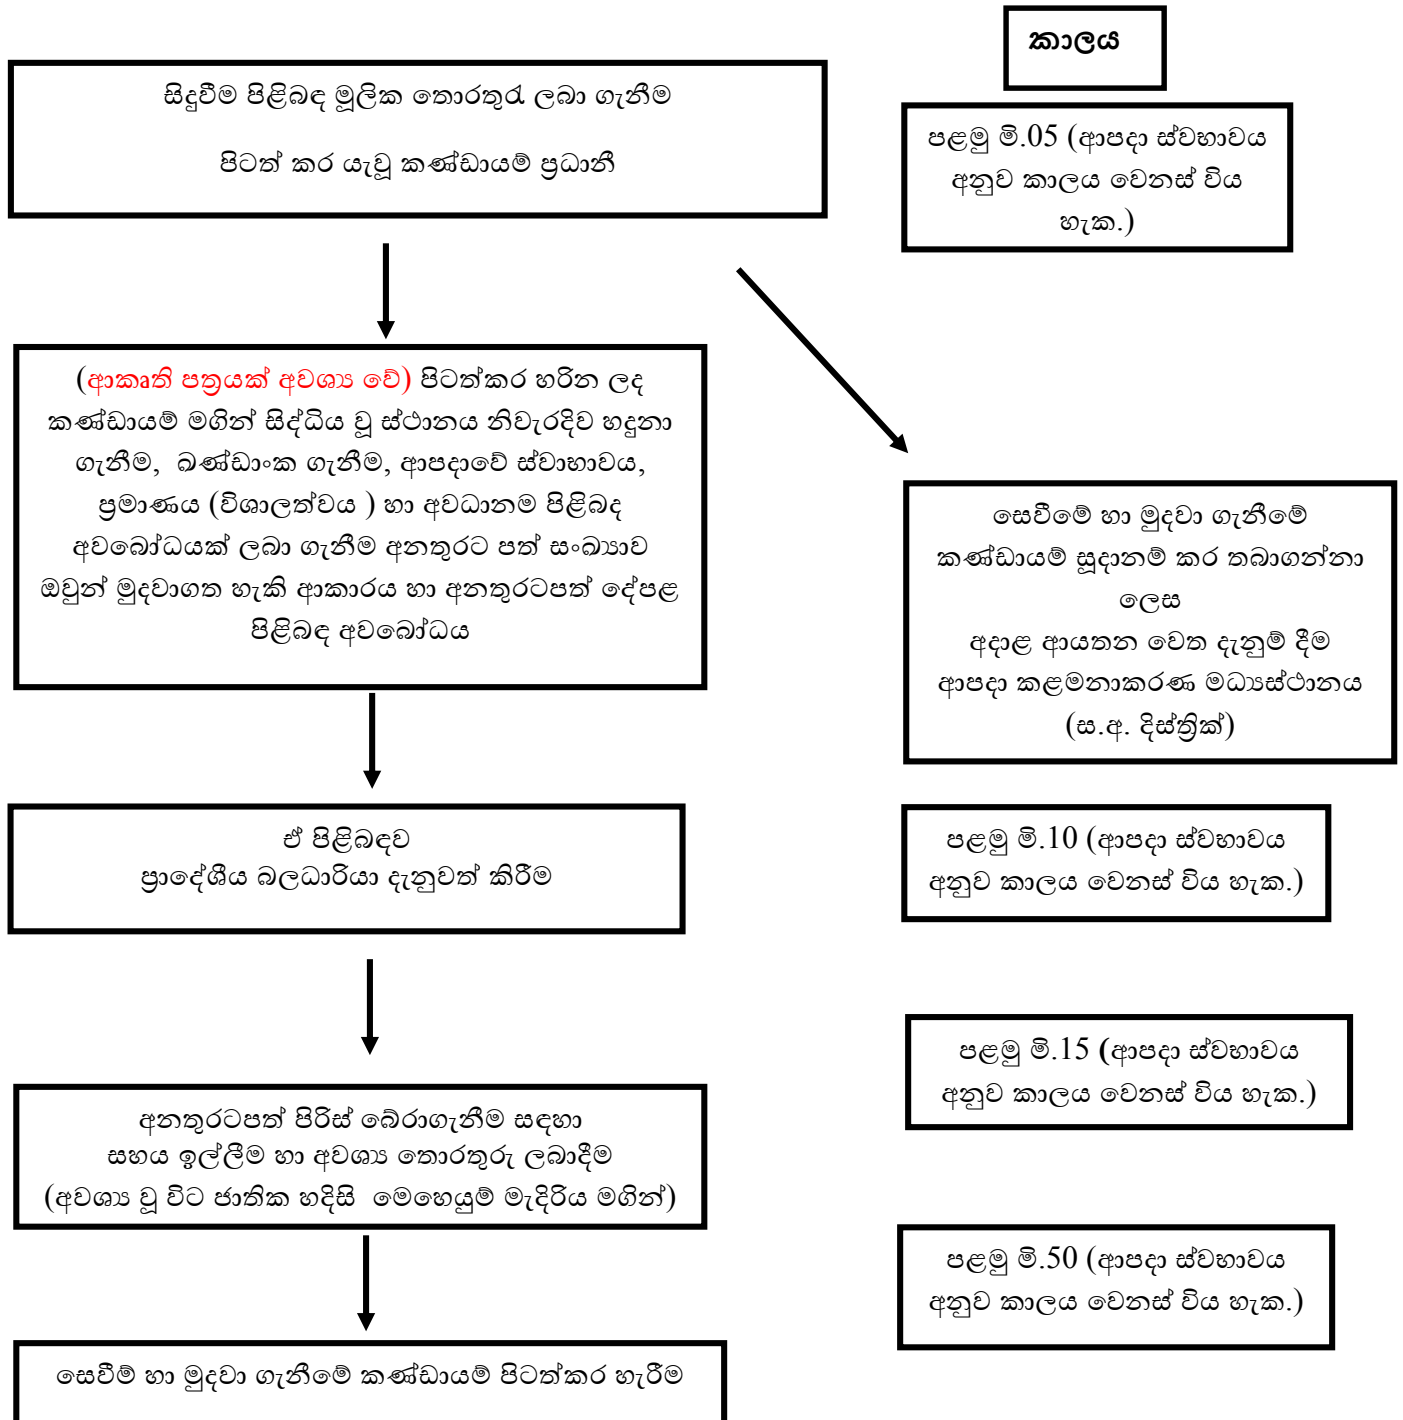 කාලය
සිදුවීම පිළිබඳ මූලික තොරතුරැ ලබා ගැනීම
පිටත් කර යැවූ කණ්ඩායම් ප්‍රධානී
පළමු මි.05 (ආපදා ස්වභාවය
අනුව කාලය වෙනස් විය
හැක.)
(ආකෘති පත්‍රයක් අවශ්‍ය වේ) පිටත්කර හරින ලද
කණ්ඩායම් මගින් සිද්ධිය වූ ස්ථානය නිවැරදිව හදුනා
ගැනීම, ඛණ්ඩාංක ගැනීම, ආපදාවේ ස්වාභාවය,
ප්‍රමාණය (විශාලත්වය ) හා අවධානම පිළිබද
අවබෝධයක් ලබා ගැනීම අනතුරට පත් සංඛ්‍යාව
ඔවුන් මුදවාගත හැකි ආකාරය හා අනතුරටපත් දේපළ
පිළිබඳ අවබෝධය
සෙවීමේ හා මුදවා ගැනීමේ
කණ්ඩායම් සූදානම් කර තබාගන්නා
ලෙස
අදාළ ආයතන වෙත දැනුම් දීම
ආපදා කළමනාකරණ මධ්‍යස්ථානය
(ස.අ. දිස්ත්‍රික්)
ඒ පිළිබඳව
ප්‍රාදේශීය බලධාරියා දැනුවත් කිරීම
පළමු මි.10 (ආපදා ස්වභාවය
අනුව කාලය වෙනස් විය හැක.)
පළමු මි.15 (ආපදා ස්වභාවය
අනුව කාලය වෙනස් විය හැක.)
අනතුරටපත් පිරිස් බේරාගැනීම සඳහා
සහය ඉල්ලීම හා අවශ්‍ය තොරතුරු ලබාදීම
(අවශ්‍ය වූ විට ජාතික හදිසි මෙහෙයුම් මැදිරිය මගින්)
පළමු මි.50 (ආපදා ස්වභාවය
අනුව කාලය වෙනස් විය හැක.)
සෙවීම් හා මුදවා ගැනීමේ කණ්ඩායම් පිටත්කර හැරීම